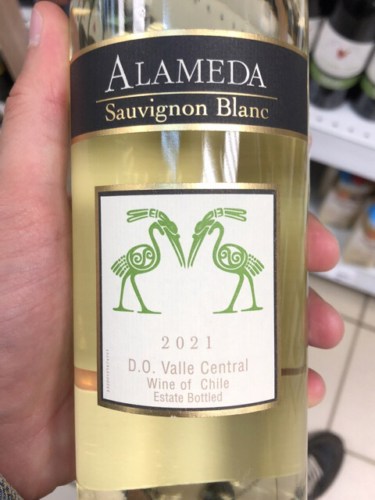 ALAMEDA
Sauvignon Blanc
2021
D.O. Valle Central
Wine of Chile
Estate Bottled